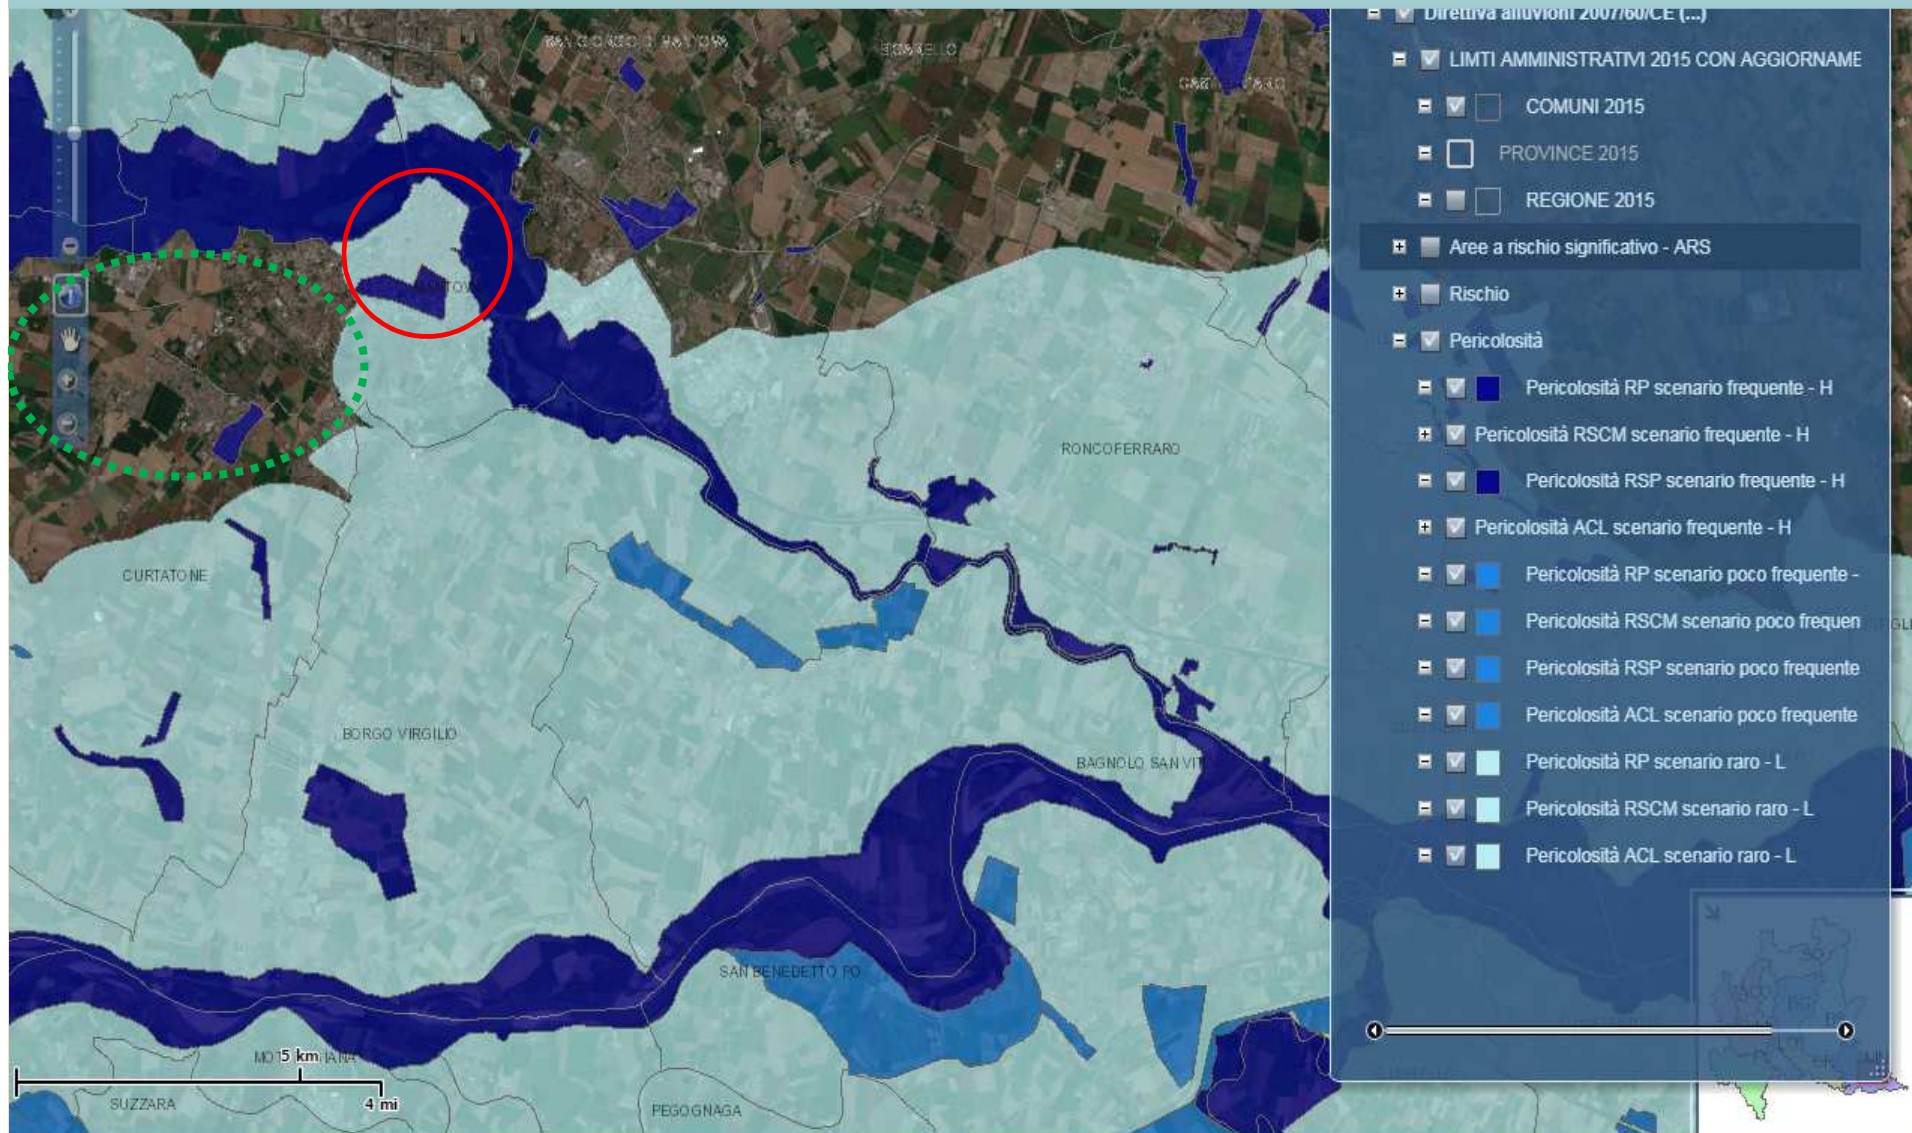 Direttiva alluvioni 2007/60/CE (...)
LIMTI AMMINISTRATIVI 2015 CON AGGIORNAME
COMUNI 2015
PROVINCE 2015
REGIONE 2015
Aree a rischio significativo - ARS
Rischio
Pericolosità
Pericolosità RP scenario frequente - H
Pericolosità RSCM scenario frequente - H
Pericolosità RSP scenario frequente - H
Pericolosità ACL scenario frequente - H
Pericolosità RP scenario poco frequente -
Pericolosità RSCM scenario poco frequen
Pericolosità RSP scenario poco frequente
Pericolosità ACL scenario poco frequente
Pericolosità RP scenario raro - L
Pericolosità RSCM scenario raro - L
Pericolosità ACL scenario raro - L
RONCOFERRARO
CURTATONE
BORGO VIRGILIO
BAGNOLO SAN VIT
SAN BENEDETTO PO
5 km
4 mi
SUZZARA
PEGOGNAGA